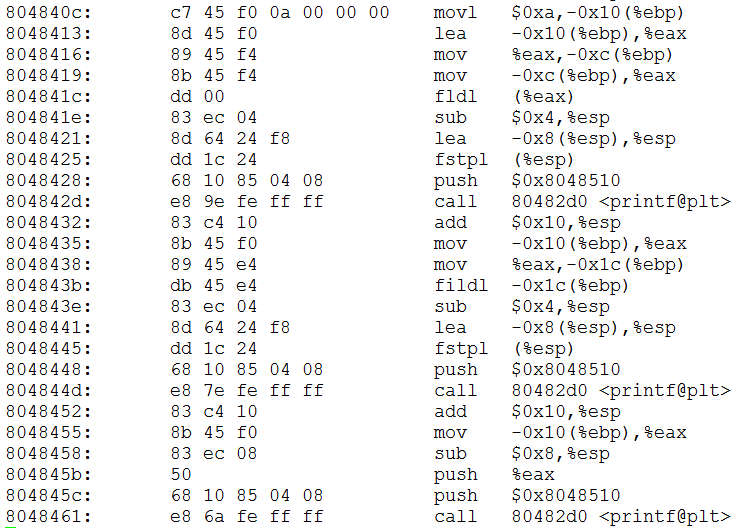 804840c: c7 45 f0 0a 00 00 00 movl $0xa,-0x10(%ebp)
8048413: 8d 45 f0 lea -0x10(%ebp),%eax
8048416: 89 45 f4 mov %eax,-0xc(%ebp)
8048419: 8b 45 f4 mov -0xc(%ebp),%eax
804841c: dd 00 fldl (%eax)
804841e: 83 ec 04 sub $0x4,%esp
8048421: 8d 64 24 f8 lea -0x8(%esp),%esp
8048425: dd 1c 24 fstpl (%esp)
8048428: 68 10 85 04 08 push $0x8048510
804842d: e8 9e fe ff ff call 80482d0 <printf@plt>
8048432: 83 c4 10 add $0x10,%esp
8048435: 8b 45 f0 mov -0x10(%ebp),%eax
8048438: 89 45 e4 mov %eax,-0x1c(%ebp)
804843b: db 45 e4 fildl -0x1c(%ebp)
804843e: 83 ec 04 sub $0x4,%esp
8048441: 8d 64 24 f8 lea -0x8(%esp),%esp
8048445: dd 1c 24 fstpl (%esp)
8048448: 68 10 85 04 08 push $0x8048510
804844d: e8 7e fe ff ff call 80482d0 <printf@plt>
8048452: 83 c4 10 add $0x10,%esp
8048455: 8b 45 f0 mov -0x10(%ebp),%eax
8048458: 83 ec 08 sub $0x8,%esp
804845b: 50 push %eax
804845c: 68 10 85 04 08 push $0x8048510
8048461: e8 6a fe ff ff call 80482d0 <printf@plt>